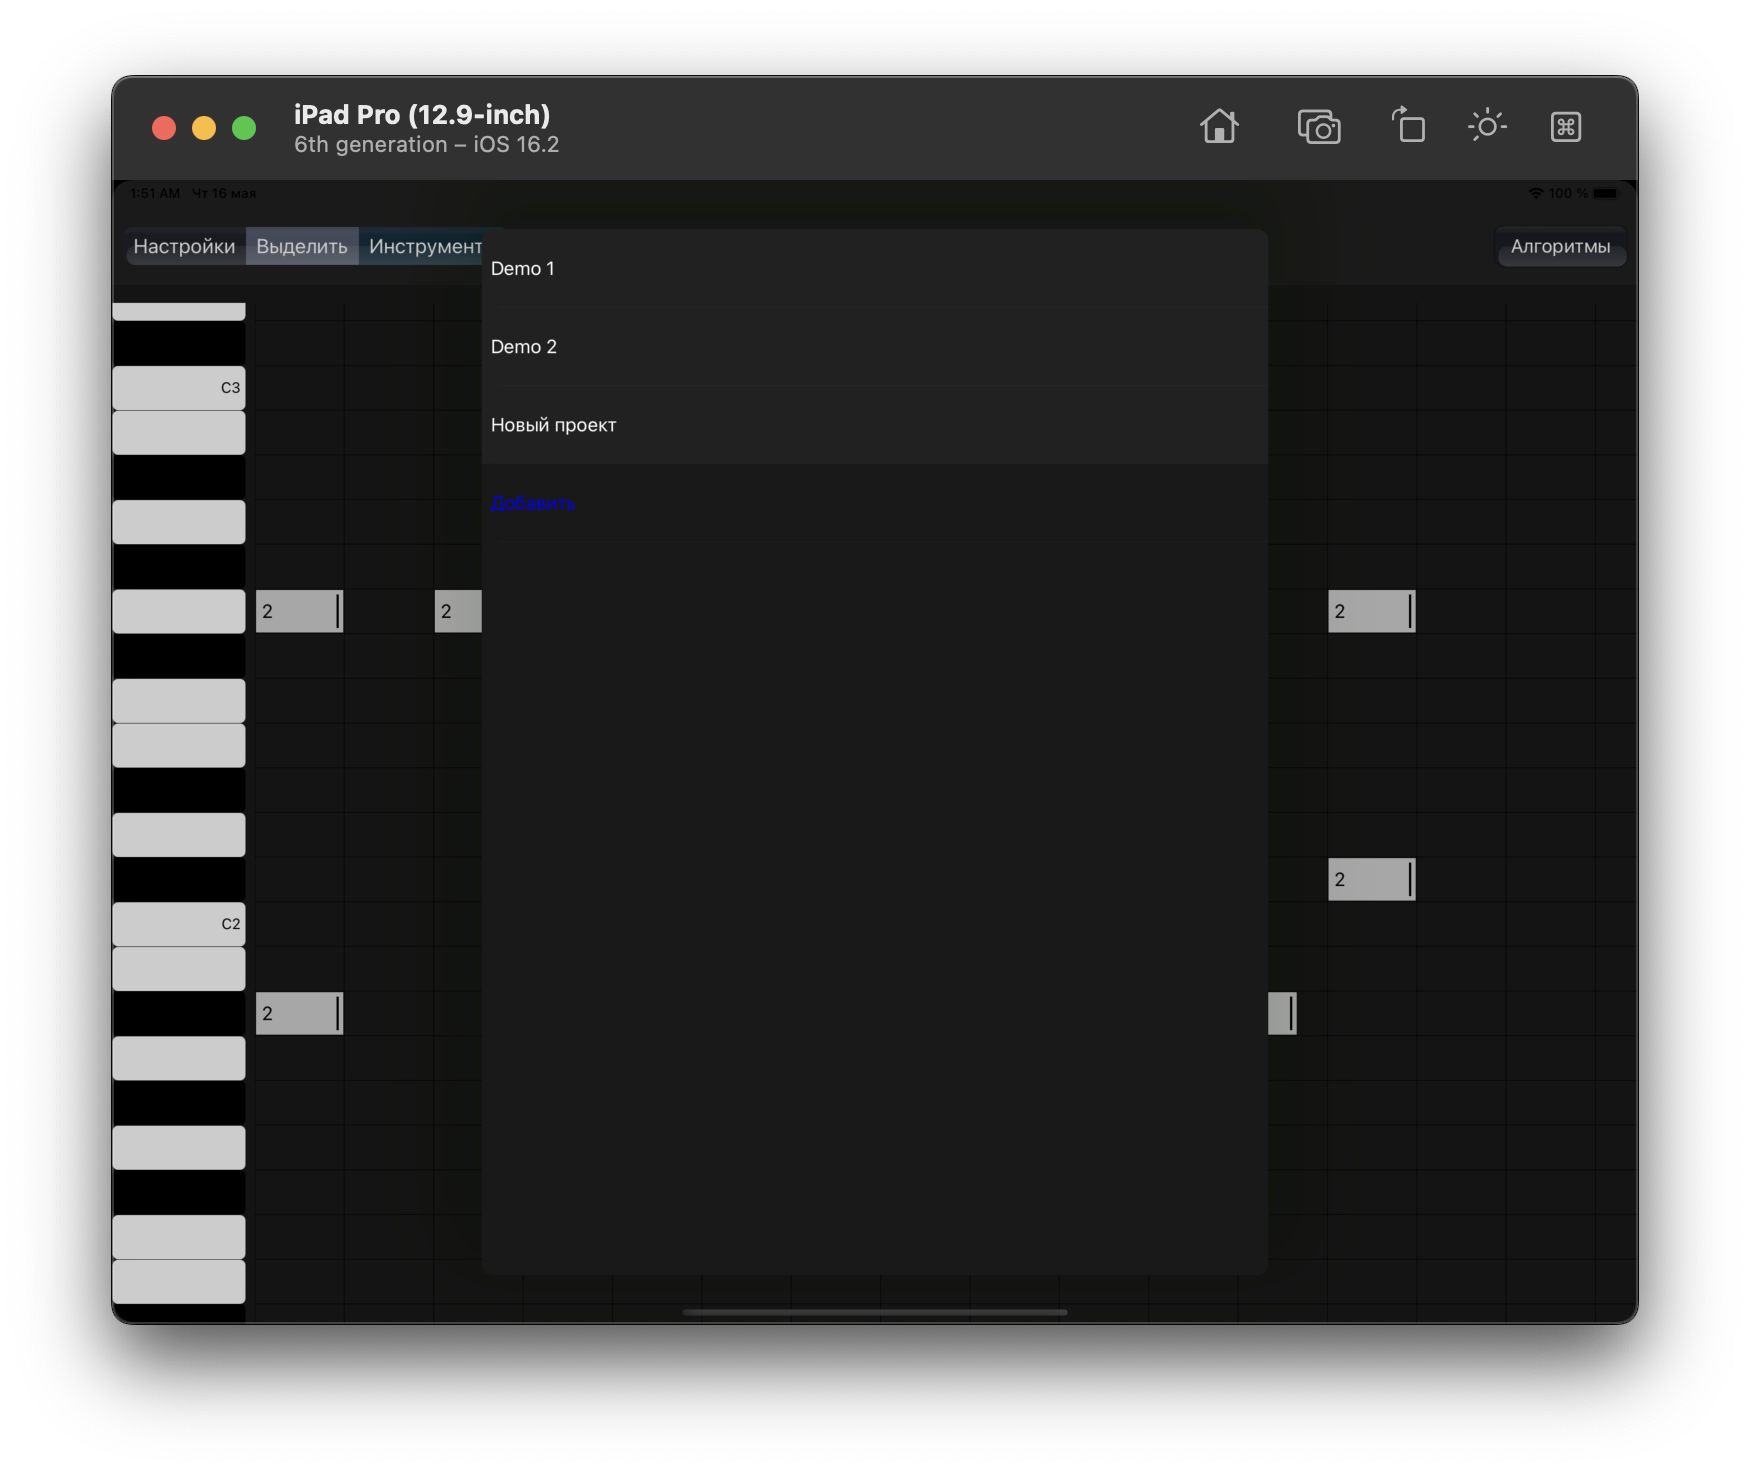 iPad Pro (12.9-inch)
6th generation – iOS 16.2
1:51 AM Чт 16 мая
100 %
Настройки Выделить Инструмент
Алгоритмы
Demo 1
Demo 2
C3
Новый проект
Добавить
2 2 2
2
C2
2